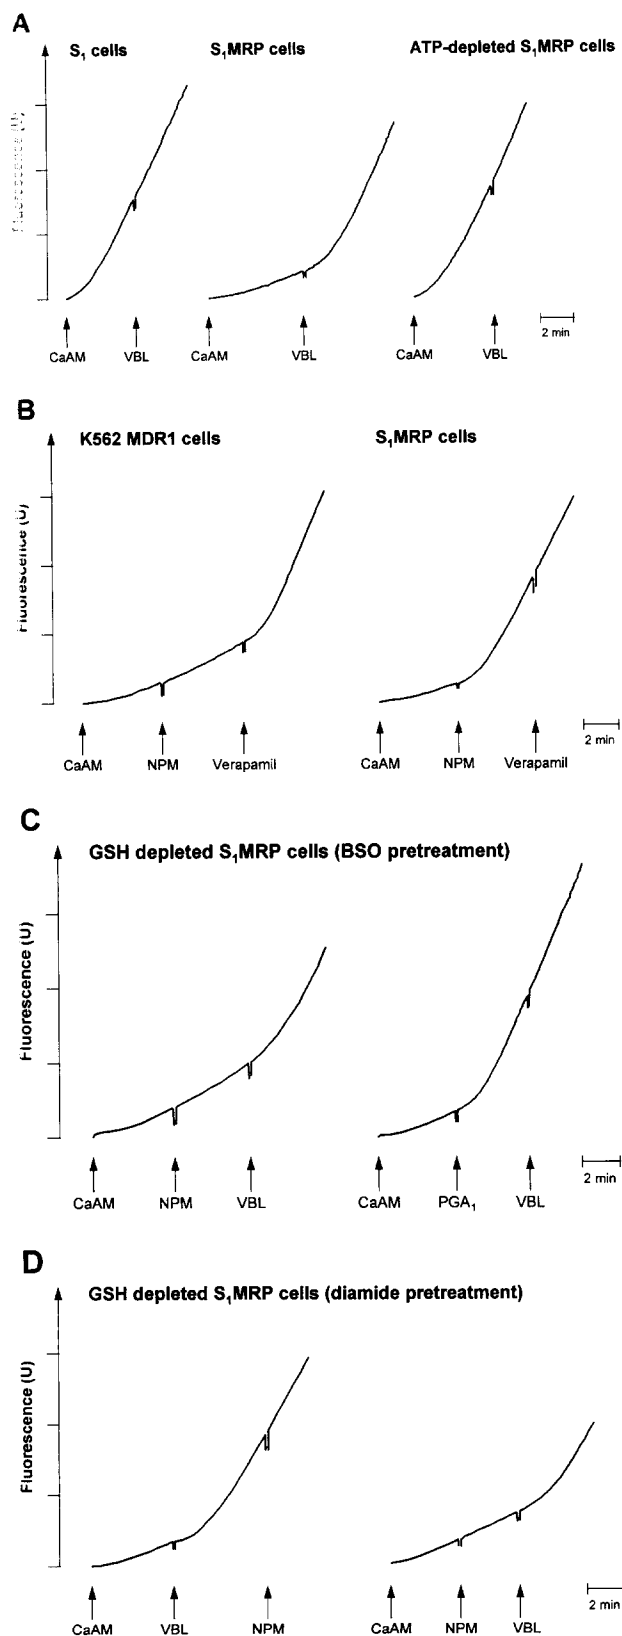 A
S₁ cells S₁MRP cells ATP-depleted S₁MRP cells
Fluorescence (U)
CaAM VBL CaAM VBL CaAM VBL 2 min
B
K562 MDR1 cells S₁MRP cells
Fluorescence (U)
CaAM NPM Verapamil CaAM NPM Verapamil 2 min
C
GSH depleted S₁MRP cells (BSO pretreatment)
Fluorescence (U)
CaAM NPM VBL CaAM PGA₁ VBL 2 min
D
GSH depleted S₁MRP cells (diamide pretreatment)
Fluorescence (U)
CaAM VBL NPM CaAM NPM VBL 2 min